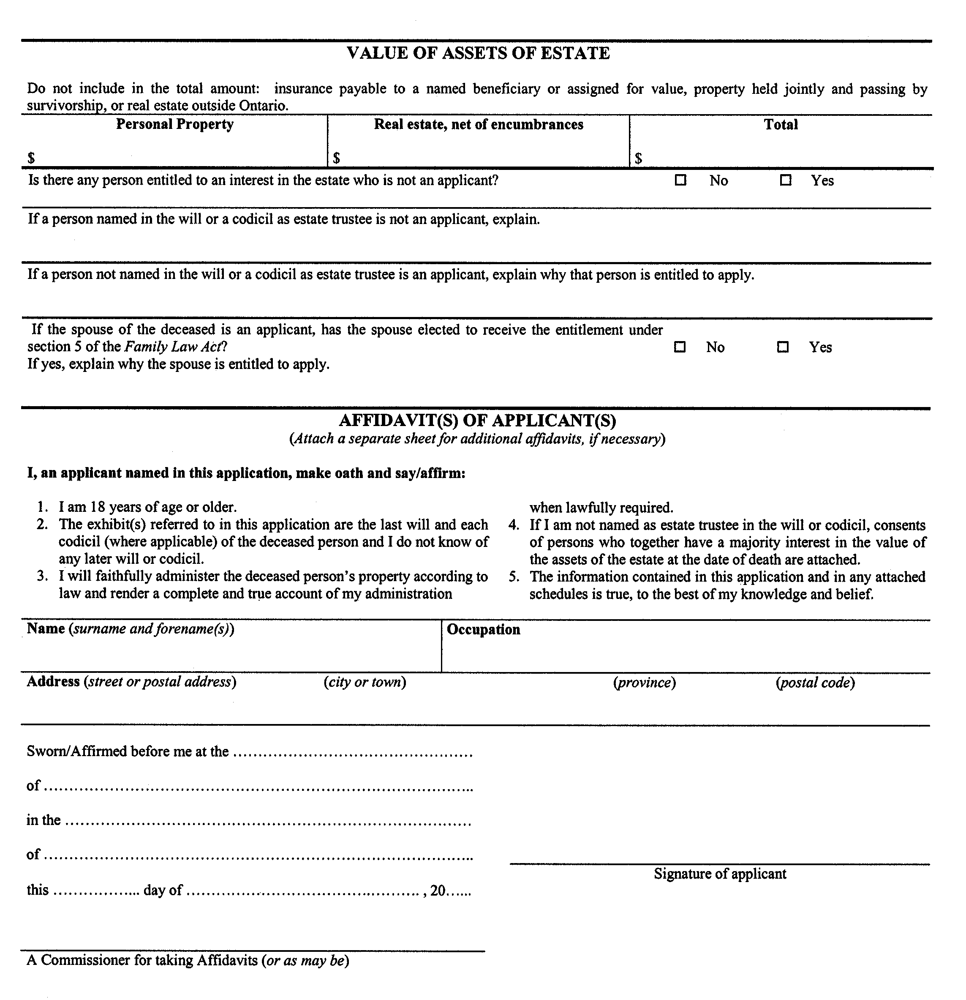 VALUE OF ASSETS OF ESTATE
Do not include in the total amount: insurance payable to a named beneficiary or assigned for value, property held jointly and passing by
survivorship, or real estate outside Ontario.
Personal Property
Real estate, net of encumbrances
Total
$
$
$
Is there any person entitled to an interest in the estate who is not an applicant? ☐ No ☐ Yes
If a person named in the will or a codicil as estate trustee is not an applicant, explain.
If a person not named in the will or a codicil as estate trustee is an applicant, explain why that person is entitled to apply.
If the spouse of the deceased is an applicant, has the spouse elected to receive the entitlement under
section 5 of the Family Law Act? ☐ No ☐ Yes
If yes, explain why the spouse is entitled to apply.
AFFIDAVIT(S) OF APPLICANT(S)
(Attach a separate sheet for additional affidavits, if necessary)
I, an applicant named in this application, make oath and say/affirm:
1. I am 18 years of age or older.
2. The exhibit(s) referred to in this application are the last will and each
codicil (where applicable) of the deceased person and I do not know of
any later will or codicil.
3. I will faithfully administer the deceased person's property according to
law and render a complete and true account of my administration
when lawfully required.
4. If I am not named as estate trustee in the will or codicil, consents
of persons who together have a majority interest in the value of
the assets of the estate at the date of death are attached.
5. The information contained in this application and in any attached
schedules is true, to the best of my knowledge and belief.
Name (surname and forename(s))
Occupation
Address (street or postal address) (city or town) (province) (postal code)
Sworn/Affirmed before me at the ................................................
of ................................................................................
in the ................................................................................
of ................................................................................
this .................. day of ................................................ , 20......
Signature of applicant
A Commissioner for taking Affidavits (or as may be)